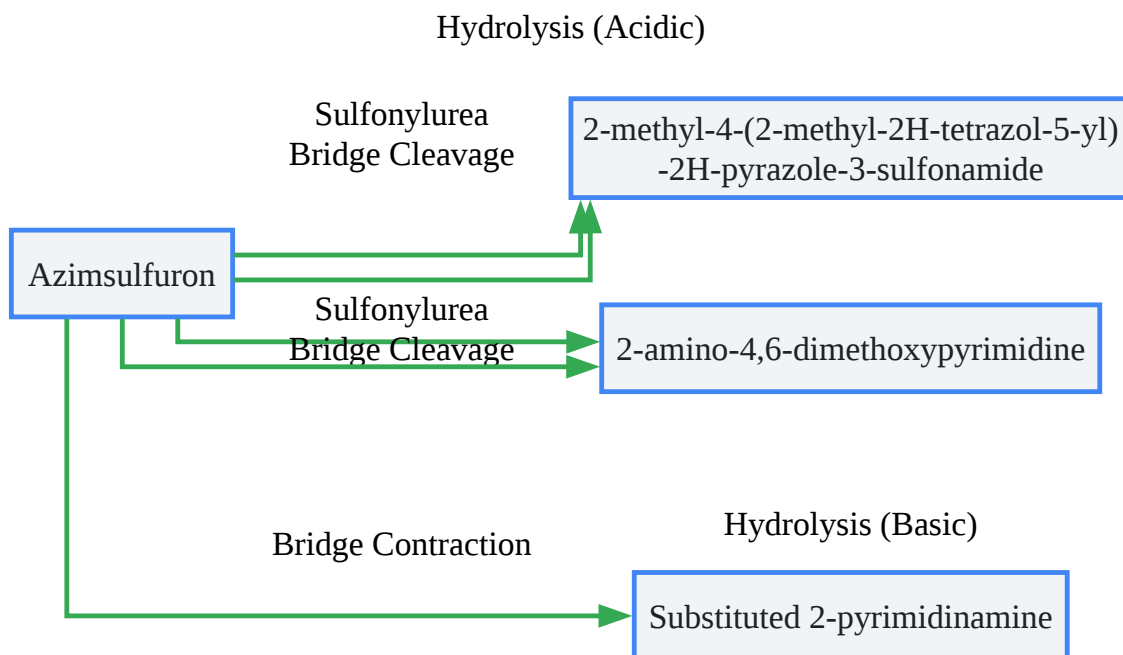 Hydrolysis (Acidic)
Sulfonylurea
Bridge Cleavage
2-methyl-4-(2-methyl-2H-tetrazol-5-yl)
-2H-pyrazole-3-sulfonamide
Azimsulfuron
Sulfonylurea
Bridge Cleavage
2-amino-4,6-dimethoxypyrimidine
Hydrolysis (Basic)
Bridge Contraction
Substituted 2-pyrimidinamine